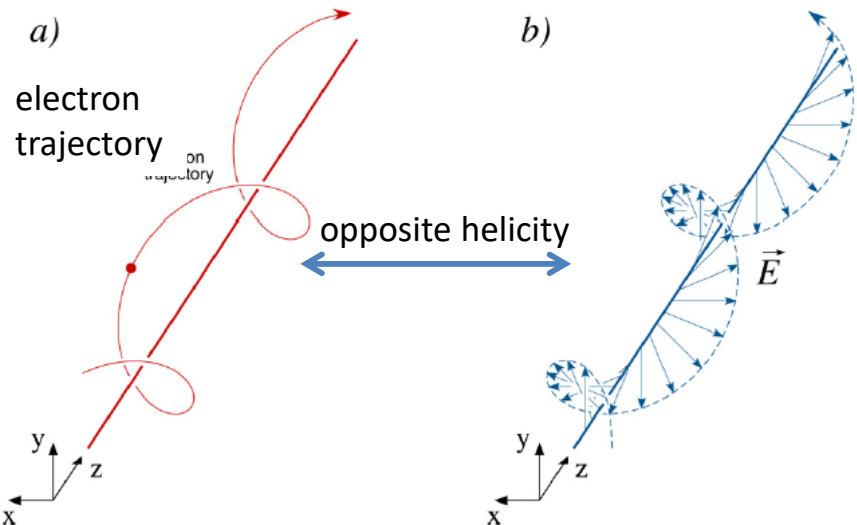 a)
electron
trajectory
on
trajectory
opposite helicity
y
z
x
b)
E
y
z
x